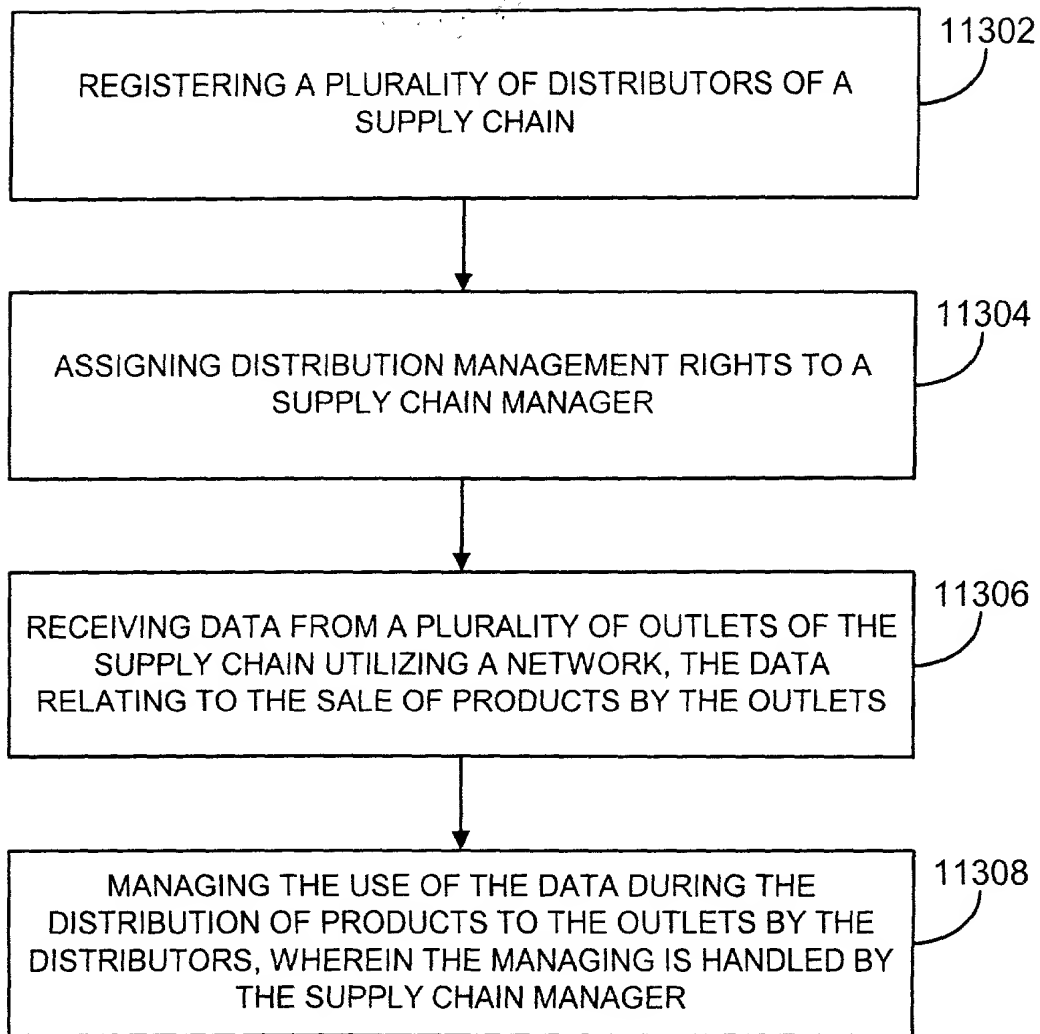 11302
REGISTERING A PLURALITY OF DISTRIBUTORS OF A
SUPPLY CHAIN
11304
ASSIGNING DISTRIBUTION MANAGEMENT RIGHTS TO A
SUPPLY CHAIN MANAGER
11306
RECEIVING DATA FROM A PLURALITY OF OUTLETS OF THE
SUPPLY CHAIN UTILIZING A NETWORK, THE DATA
RELATING TO THE SALE OF PRODUCTS BY THE OUTLETS
11308
MANAGING THE USE OF THE DATA DURING THE
DISTRIBUTION OF PRODUCTS TO THE OUTLETS BY THE
DISTRIBUTORS, WHEREIN THE MANAGING IS HANDLED BY
THE SUPPLY CHAIN MANAGER